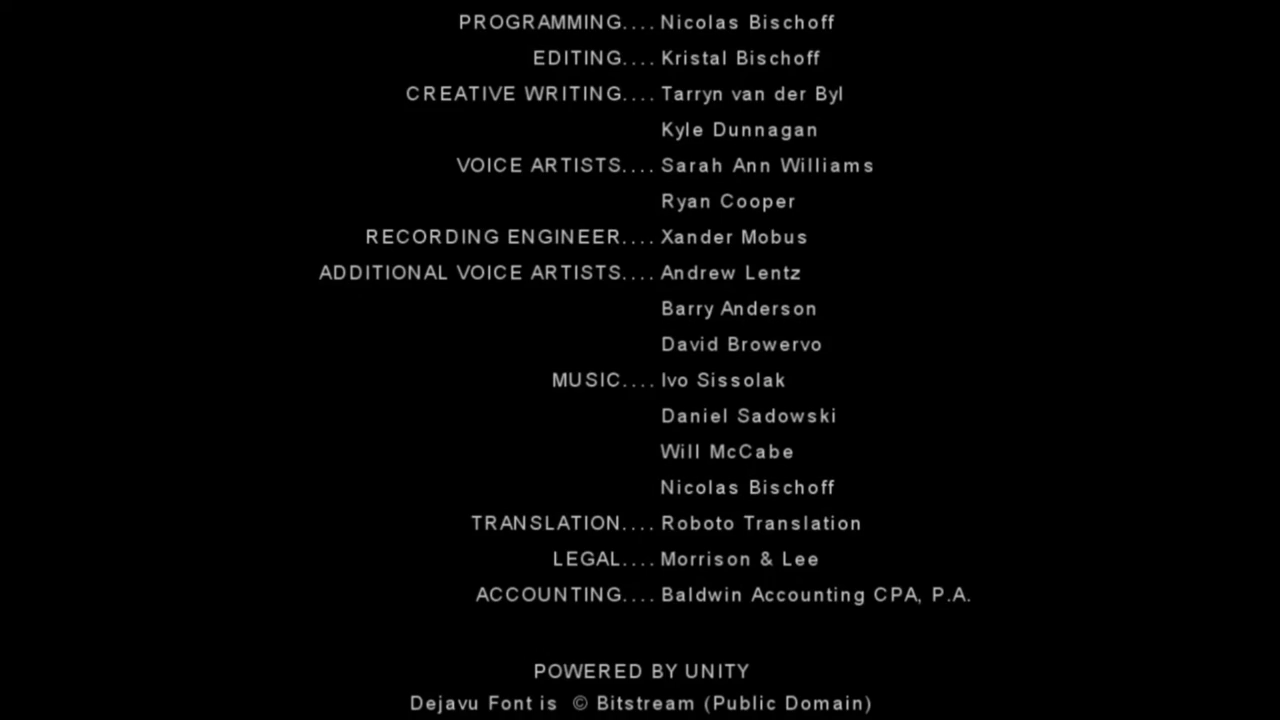 PROGRAMMING.... Nicolas Bischoff
EDITING.... Kristal Bischoff
CREATIVE WRITING.... Tarryn van der Byl
Kyle Dunnagan
VOICE ARTISTS.... Sarah Ann Williams
Ryan Cooper
RECORDING ENGINEER.... Xander Mobus
ADDITIONAL VOICE ARTISTS.... Andrew Lentz
Barry Anderson
David Browervo
MUSIC.... Ivo Sissolak
Daniel Sadowski
Will McCabe
Nicolas Bischoff
TRANSLATION.... Roboto Translation
LEGAL.... Morrison & Lee
ACCOUNTING.... Baldwin Accounting CPA, P.A.
POWERED BY UNITY
Dejavu Font is © Bitstream (Public Domain)